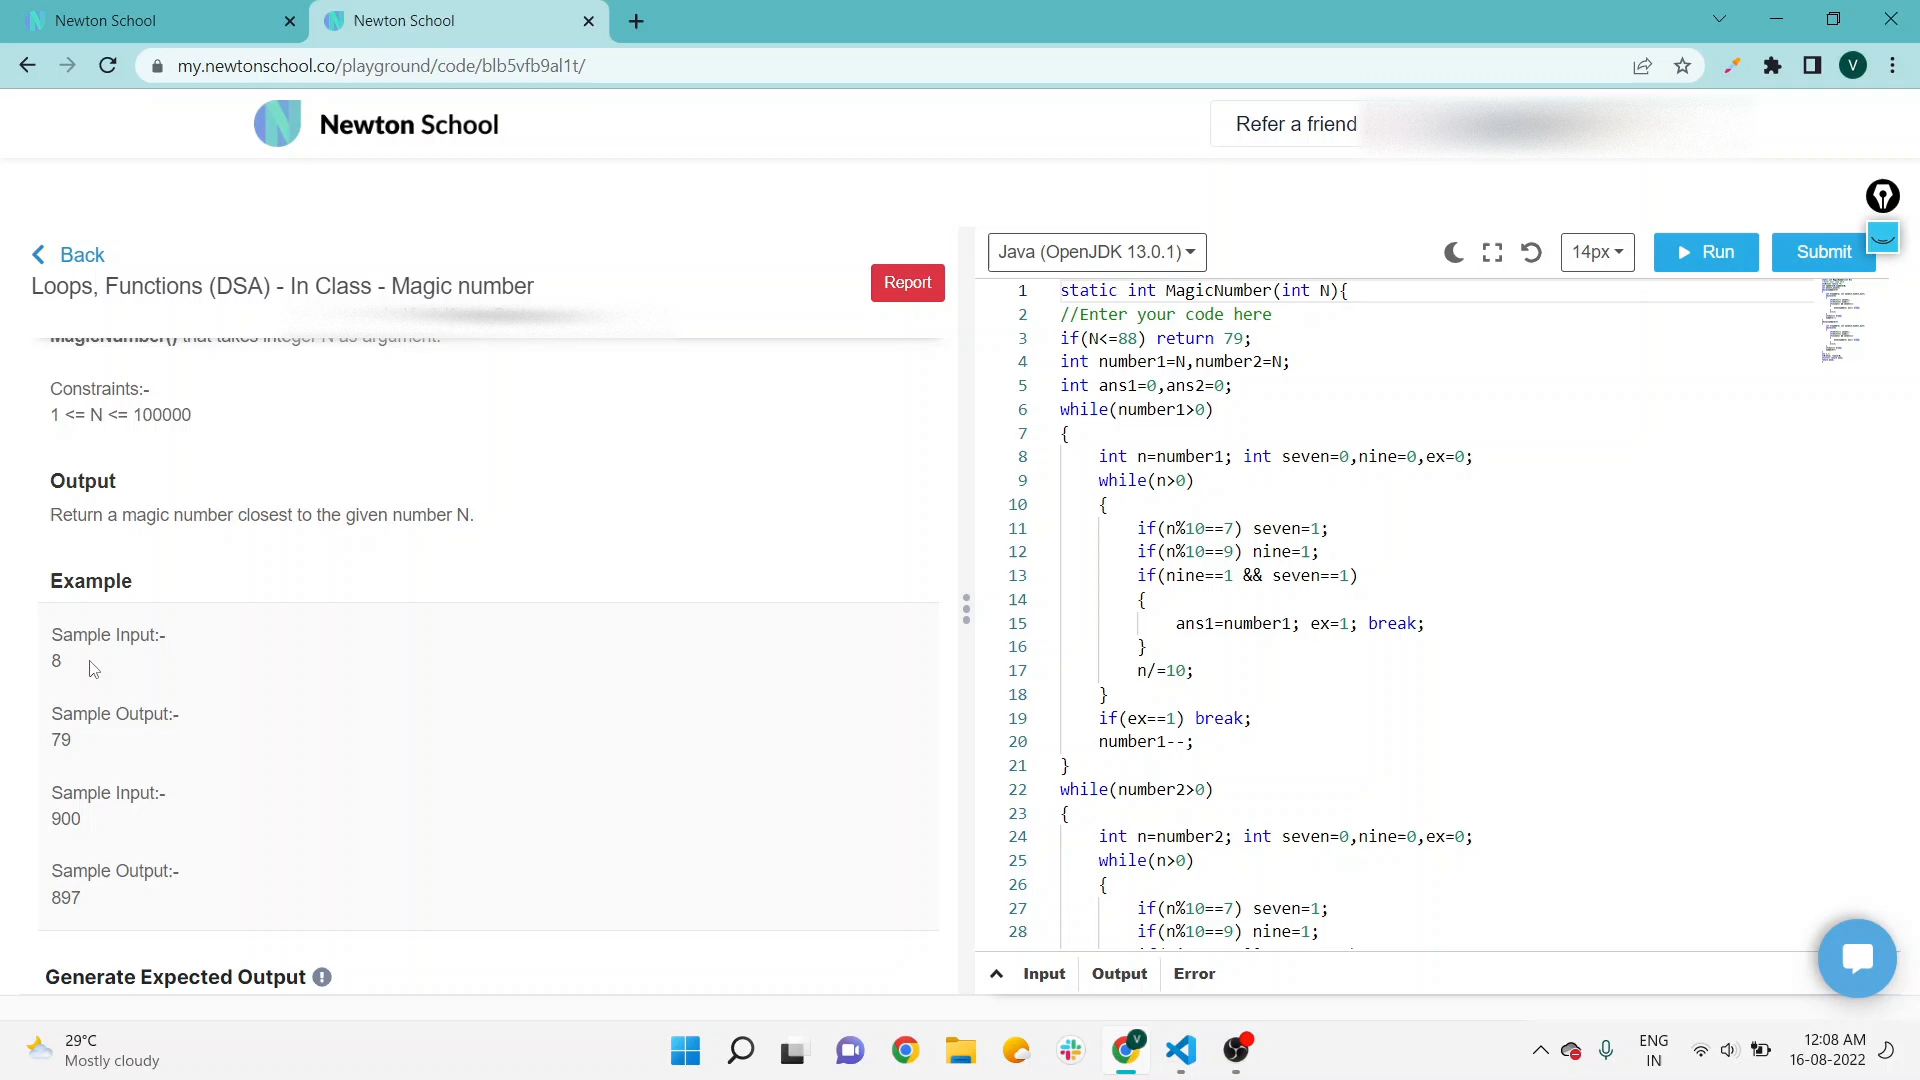 Newton School
Newton School
my.newtonschool.co/playground/code/blb5vfb9al1t/
V
Newton School
Refer a friend
Back
Loops, Functions (DSA) - In Class - Magic number
Report
MagicNumber() that takes integer N as argument.
Constraints:-
1 <= N <= 100000
Output
Return a magic number closest to the given number N.
Example
Sample Input:-
8
Sample Output:-
79
Sample Input:-
900
Sample Output:-
897
Generate Expected Output
Java (OpenJDK 13.0.1)
14px
Run
Submit
1 static int MagicNumber(int N){
2 //Enter your code here
3 if(N<=88) return 79;
4 int number1=N,number2=N;
5 int ans1=0,ans2=0;
6 while(number1>0)
7 {
8 int n=number1; int seven=0,nine=0,ex=0;
9 while(n>0)
10 {
11 if(n%10==7) seven=1;
12 if(n%10==9) nine=1;
13 if(nine==1 && seven==1)
14 {
15 ans1=number1; ex=1; break;
16 }
17 n/=10;
18 }
19 if(ex==1) break;
20 number1--;
21 }
22 while(number2>0)
23 {
24 int n=number2; int seven=0,nine=0,ex=0;
25 while(n>0)
26 {
27 if(n%10==7) seven=1;
28 if(n%10==9) nine=1;
Input
Output
Error
29°C
Mostly cloudy
V
ENG
IN
12:08 AM
16-08-2022